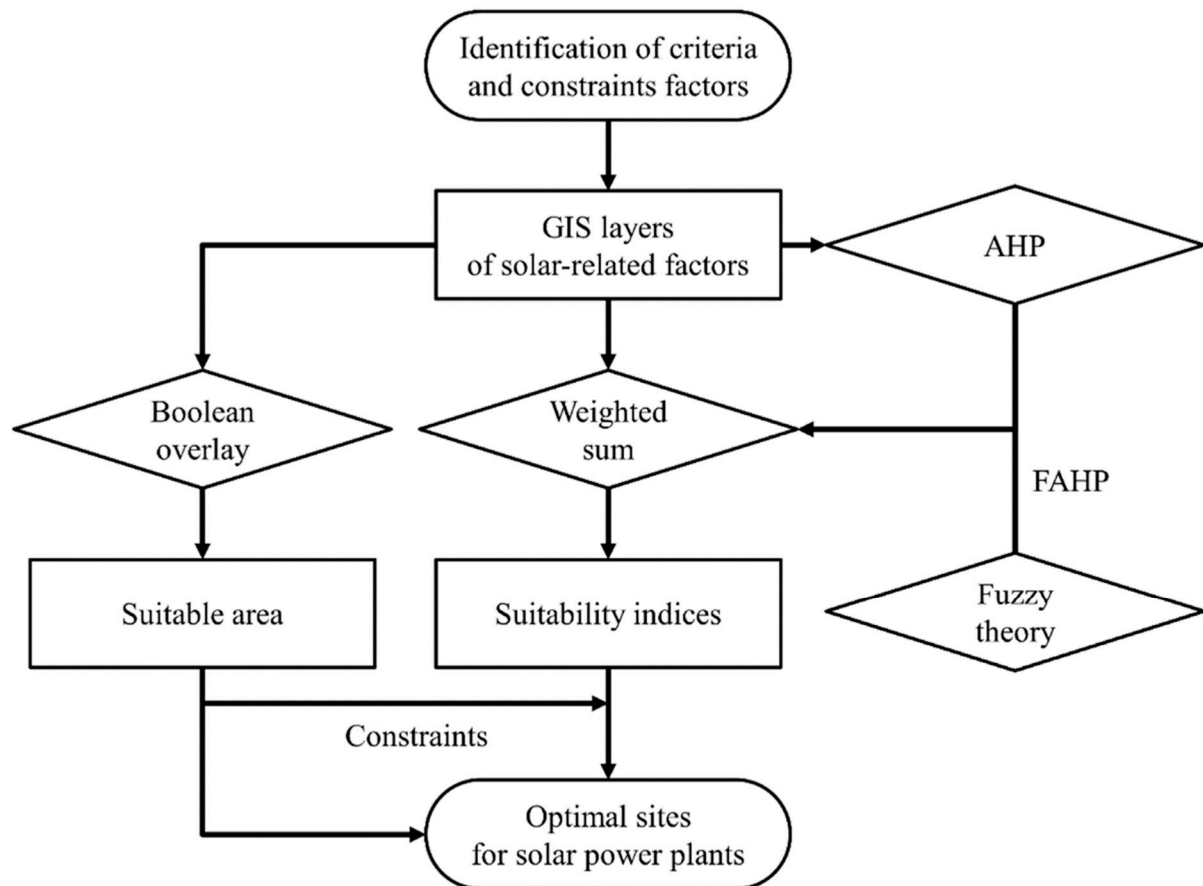 Identification of criteria
and constraints factors
GIS layers
of solar-related factors
AHP
Boolean
overlay
Weighted
sum
FAHP
Suitable area
Suitability indices
Fuzzy
theory
Constraints
Optimal sites
for solar power plants